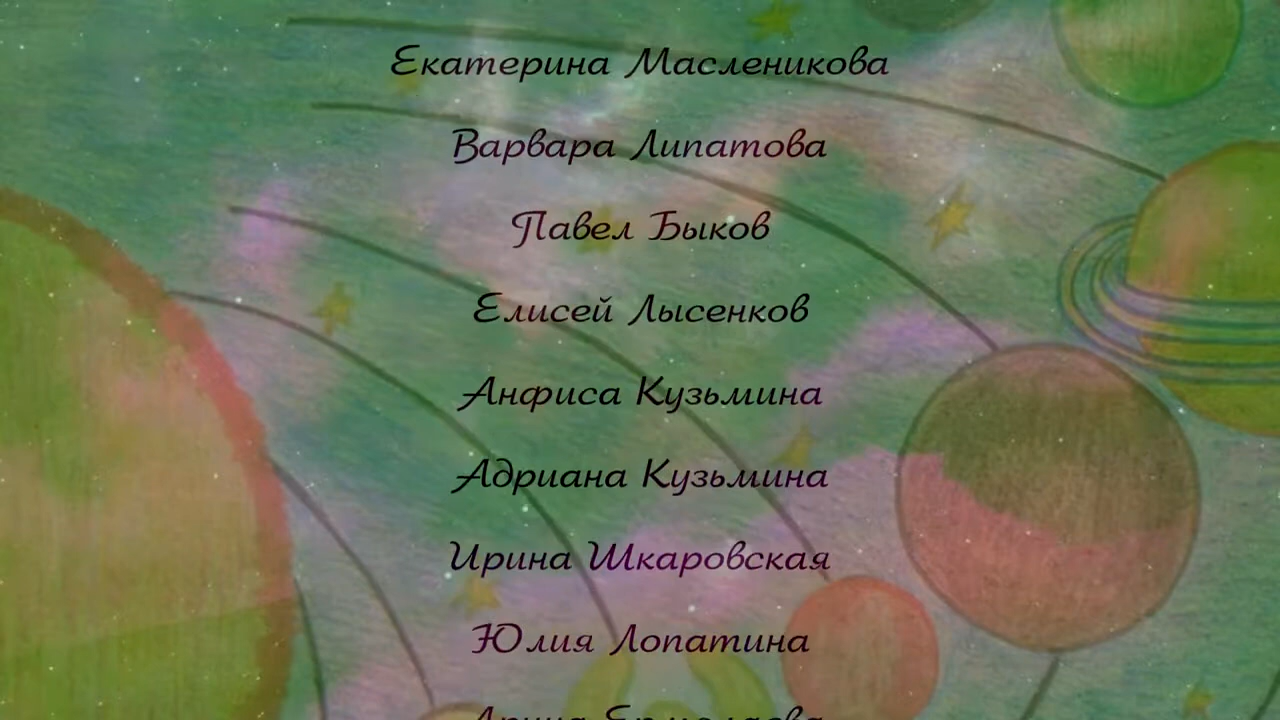 Екатерина Масленикова
Варвара Липатова
Павел Быков
Елисей Лысенков
Анфиса Кузьмина
Адриана Кузьмина
Ирина Шкаровская
Юлия Лопатина